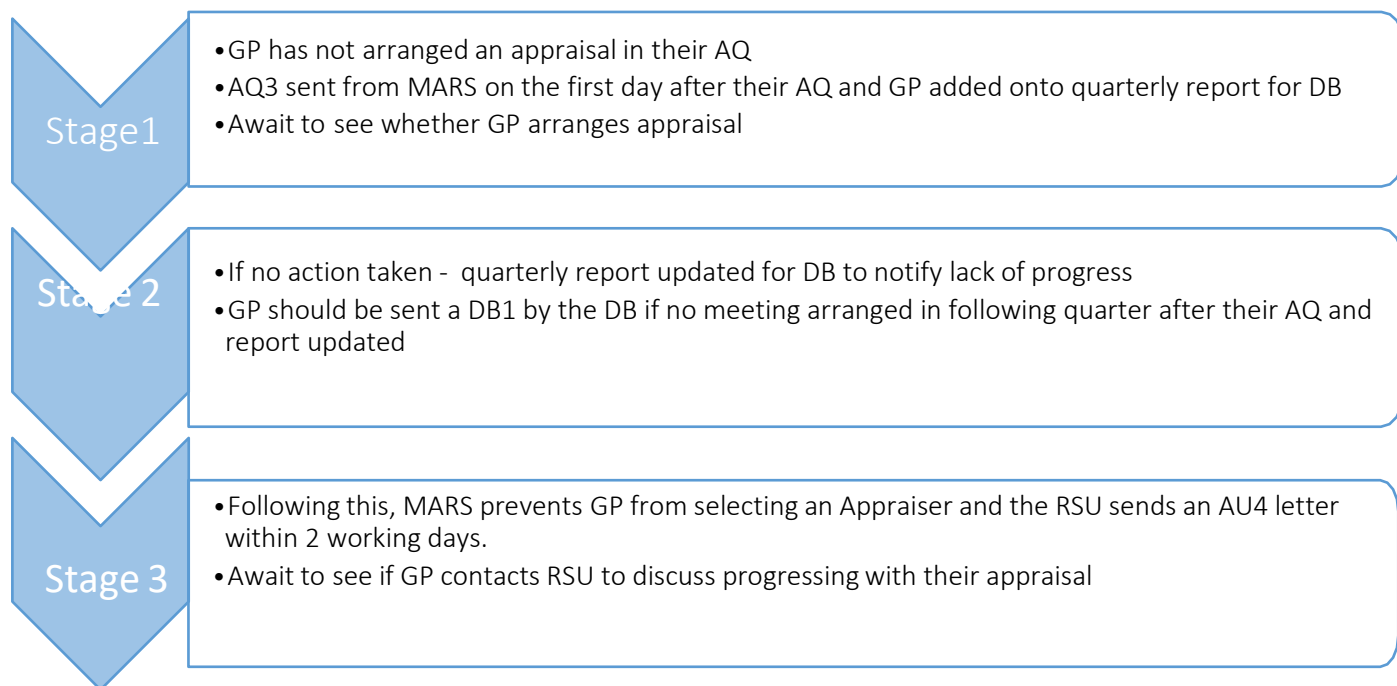 Stage1
•GP has not arranged an appraisal in their AQ
•AQ3 sent from MARS on the first day after their AQ and GP added onto quarterly report for DB
•Await to see whether GP arranges appraisal
Stage 2
•If no action taken - quarterly report updated for DB to notify lack of progress
•GP should be sent a DB1 by the DB if no meeting arranged in following quarter after their AQ and
report updated
Stage 3
•Following this, MARS prevents GP from selecting an Appraiser and the RSU sends an AU4 letter
within 2 working days.
•Await to see if GP contacts RSU to discuss progressing with their appraisal